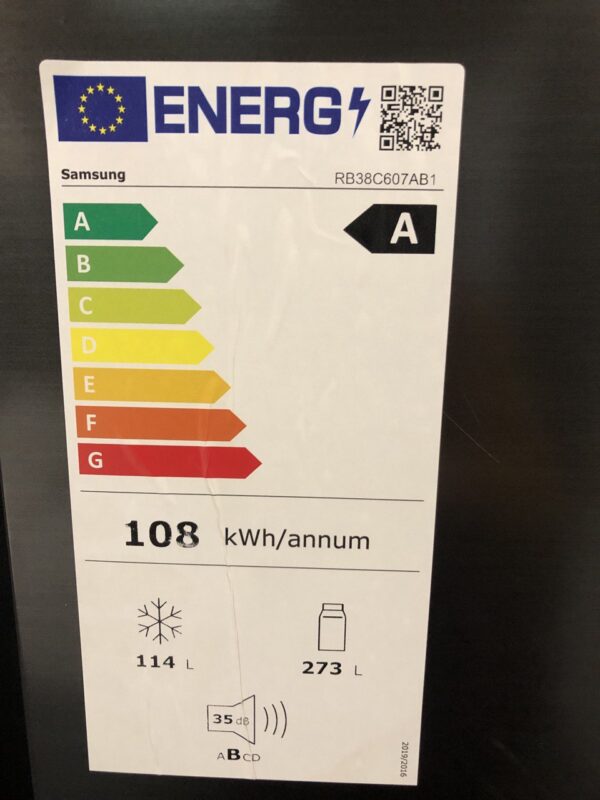 ENERG
Samsung RB38C607AB1
A A
B
C
D
E
F
G
108 kWh/annum
114 L 273 L
35 dB
ABCD
2019/2016